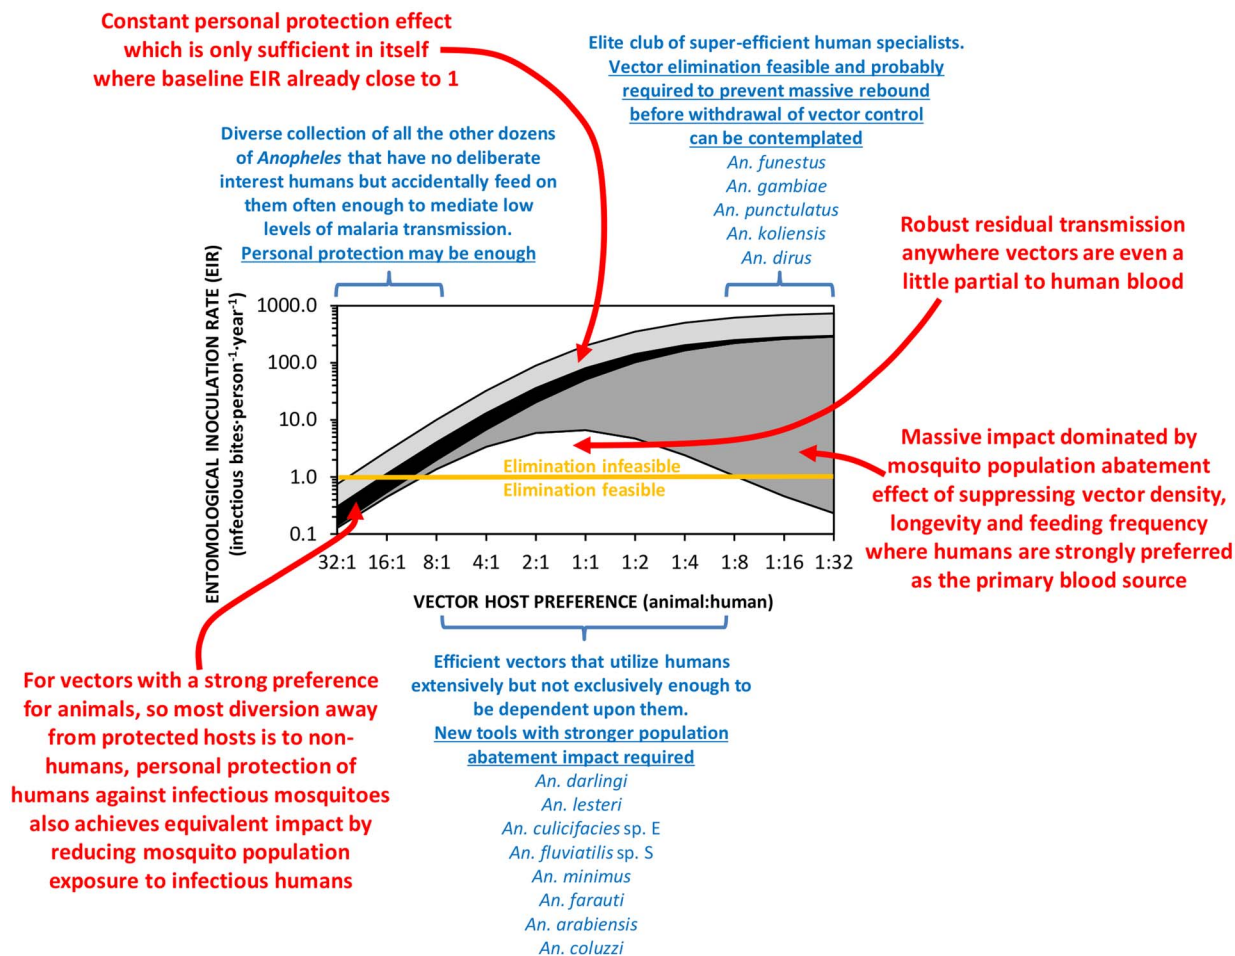 Constant personal protection effect
which is only sufficient in itself
where baseline EIR already close to 1
Elite club of super-efficient human specialists.
Vector elimination feasible and probably
required to prevent massive rebound
before withdrawal of vector control
can be contemplated
An. funestus
An. gambiae
An. punctulatus
An. koliensis
An. dirus
Diverse collection of all the other dozens
of Anopheles that have no deliberate
interest humans but accidentally feed on
them often enough to mediate low
levels of malaria transmission.
Personal protection may be enough
Robust residual transmission
anywhere vectors are even a
little partial to human blood
ENTOMOLOGICAL INOCULATION RATE (EIR)
(infectious bites·person⁻¹·year⁻¹)
1000.0
100.0
10.0
1.0
0.1
Elimination infeasible
Elimination feasible
32:1 16:1 8:1 4:1 2:1 1:1 1:2 1:4 1:8 1:16 1:32
VECTOR HOST PREFERENCE (animal:human)
Massive impact dominated by
mosquito population abatement
effect of suppressing vector density,
longevity and feeding frequency
where humans are strongly preferred
as the primary blood source
For vectors with a strong preference
for animals, so most diversion away
from protected hosts is to non-
humans, personal protection of
humans against infectious mosquitoes
also achieves equivalent impact by
reducing mosquito population
exposure to infectious humans
Efficient vectors that utilize humans
extensively but not exclusively enough to
be dependent upon them.
New tools with stronger population
abatement impact required
An. darlingi
An. lesteri
An. culicifacies sp. E
An. fluviatilis sp. S
An. minimus
An. farauti
An. arabiensis
An. coluzzi